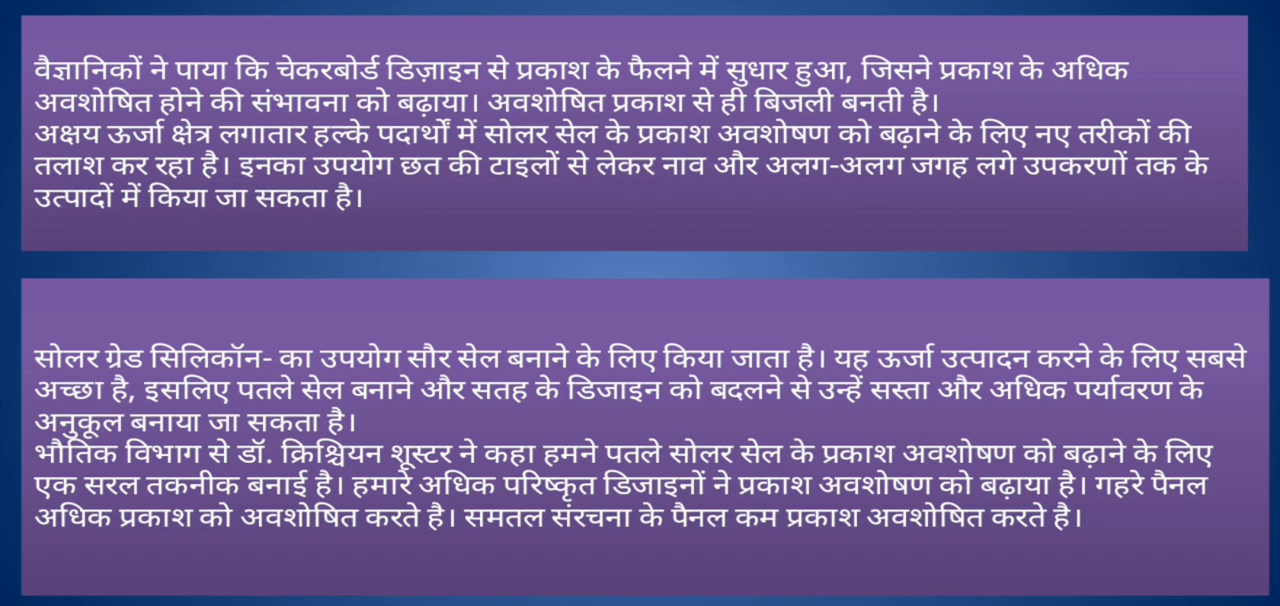 वैज्ञानिकों ने पाया कि चेकरबोर्ड डिज़ाइन से प्रकाश के फैलने में सुधार हुआ, जिसने प्रकाश के अधिक
अवशोषित होने की संभावना को बढ़ाया। अवशोषित प्रकाश से ही बिजली बनती है।
अक्षय ऊर्जा क्षेत्र लगातार हल्के पदार्थों में सोलर सेल के प्रकाश अवशोषण को बढ़ाने के लिए नए तरीकों की
तलाश कर रहा है। इनका उपयोग छत की टाइलों से लेकर नाव और अलग-अलग जगह लगे उपकरणों तक के
उत्पादों में किया जा सकता है।
सोलर ग्रेड सिलिकॉन- का उपयोग सौर सेल बनाने के लिए किया जाता है। यह ऊर्जा उत्पादन करने के लिए सबसे
अच्छा है, इसलिए पतले सेल बनाने और सतह के डिजाइन को बदलने से उन्हें सस्ता और अधिक पर्यावरण के
अनुकूल बनाया जा सकता है।
भौतिक विभाग से डॉ. क्रिश्चियन शूस्टर ने कहा हमने पतले सोलर सेल के प्रकाश अवशोषण को बढ़ाने के लिए
एक सरल तकनीक बनाई है। हमारे अधिक परिष्कृत डिजाइनों ने प्रकाश अवशोषण को बढ़ाया है। गहरे पैनल
अधिक प्रकाश को अवशोषित करते है। समतल संरचना के पैनल कम प्रकाश अवशोषित करते है।